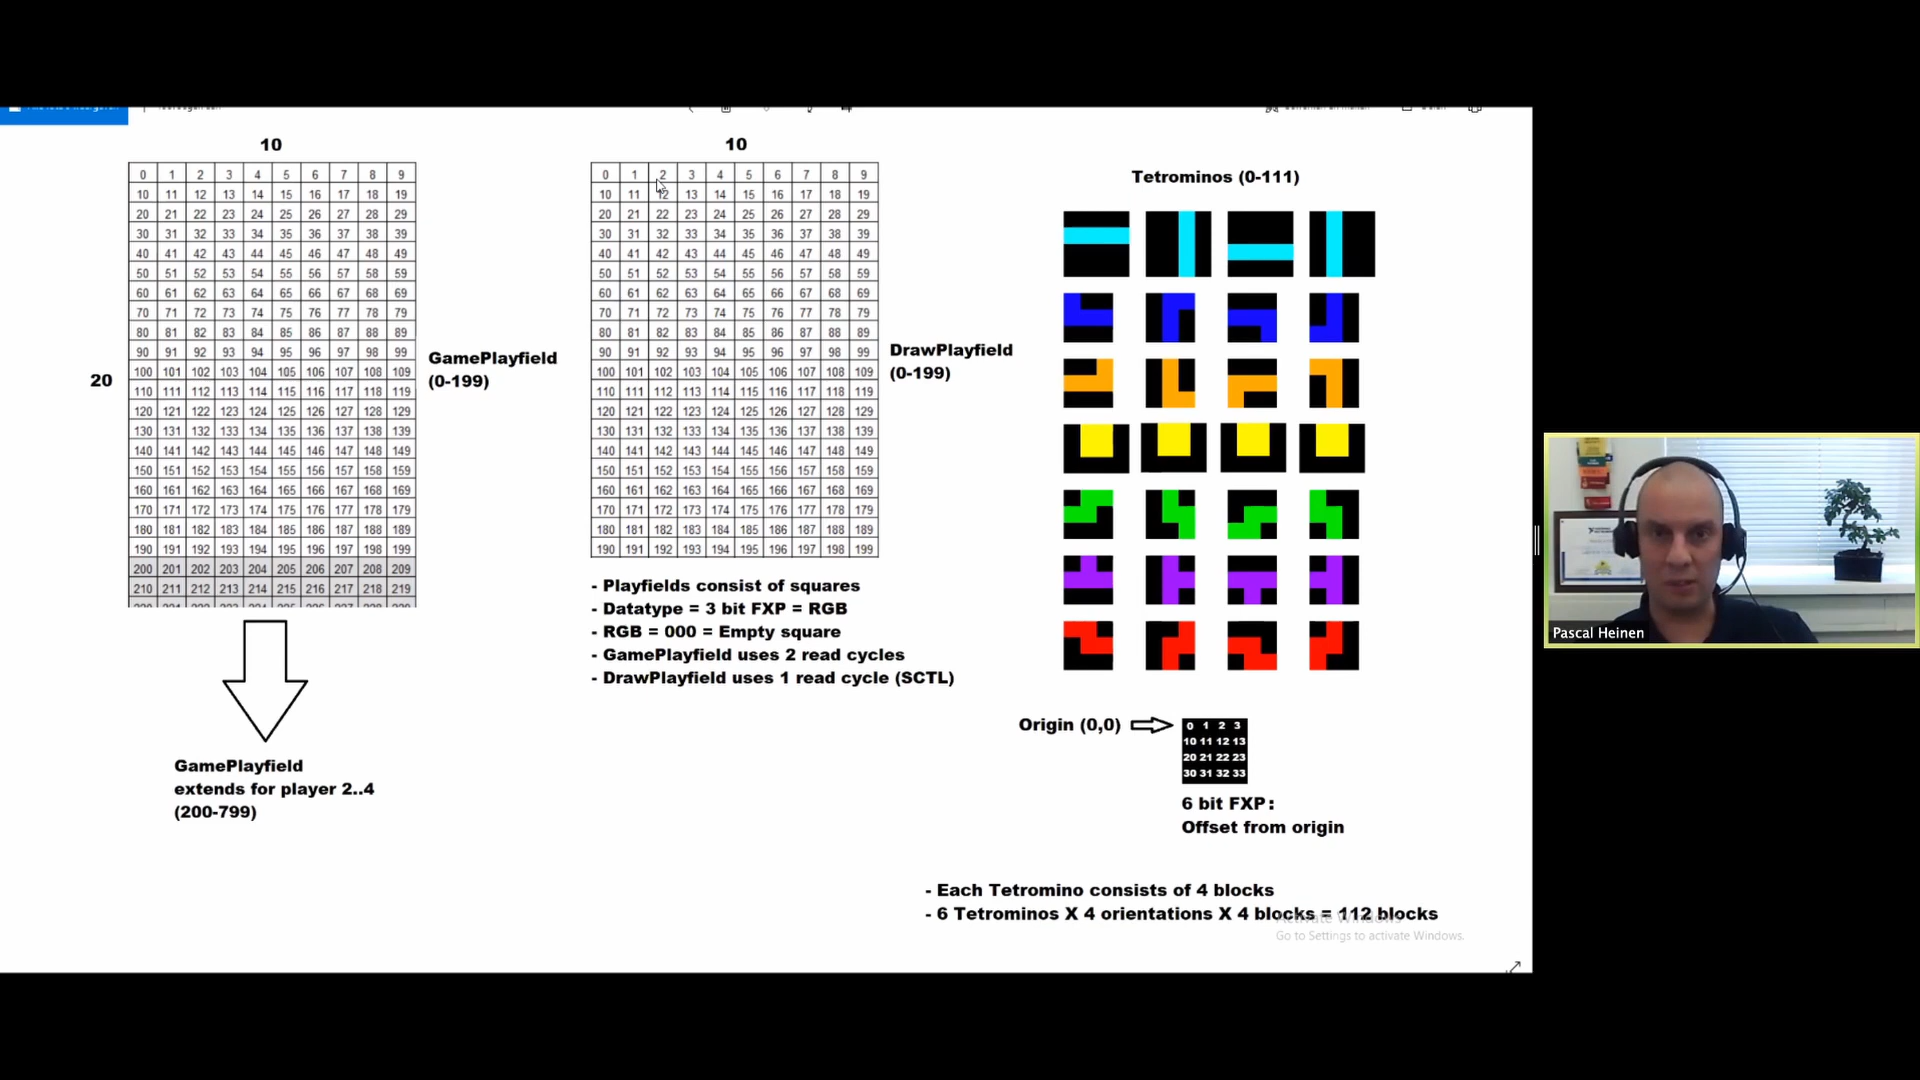 10
0 1 2 3 4 5 6 7 8 9
10 11 12 13 14 15 16 17 18 19
20 21 22 23 24 25 26 27 28 29
30 31 32 33 34 35 36 37 38 39
40 41 42 43 44 45 46 47 48 49
50 51 52 53 54 55 56 57 58 59
60 61 62 63 64 65 66 67 68 69
70 71 72 73 74 75 76 77 78 79
80 81 82 83 84 85 86 87 88 89
90 91 92 93 94 95 96 97 98 99
100 101 102 103 104 105 106 107 108 109
110 111 112 113 114 115 116 117 118 119
120 121 122 123 124 125 126 127 128 129
130 131 132 133 134 135 136 137 138 139
140 141 142 143 144 145 146 147 148 149
150 151 152 153 154 155 156 157 158 159
160 161 162 163 164 165 166 167 168 169
170 171 172 173 174 175 176 177 178 179
180 181 182 183 184 185 186 187 188 189
190 191 192 193 194 195 196 197 198 199
200 201 202 203 204 205 206 207 208 209
210 211 212 213 214 215 216 217 218 219
20
GamePlayfield
(0-199)
GamePlayfield
extends for player 2..4
(200-799)
10
0 1 2 3 4 5 6 7 8 9
10 11 12 13 14 15 16 17 18 19
20 21 22 23 24 25 26 27 28 29
30 31 32 33 34 35 36 37 38 39
40 41 42 43 44 45 46 47 48 49
50 51 52 53 54 55 56 57 58 59
60 61 62 63 64 65 66 67 68 69
70 71 72 73 74 75 76 77 78 79
80 81 82 83 84 85 86 87 88 89
90 91 92 93 94 95 96 97 98 99
100 101 102 103 104 105 106 107 108 109
110 111 112 113 114 115 116 117 118 119
120 121 122 123 124 125 126 127 128 129
130 131 132 133 134 135 136 137 138 139
140 141 142 143 144 145 146 147 148 149
150 151 152 153 154 155 156 157 158 159
160 161 162 163 164 165 166 167 168 169
170 171 172 173 174 175 176 177 178 179
180 181 182 183 184 185 186 187 188 189
190 191 192 193 194 195 196 197 198 199
DrawPlayfield
(0-199)
- Playfields consist of squares
- Datatype = 3 bit FXP = RGB
- RGB = 000 = Empty square
- GamePlayfield uses 2 read cycles
- DrawPlayfield uses 1 read cycle (SCTL)
Tetrominos (0-111)
Origin (0,0)
0 1 2 3
10 11 12 13
20 21 22 23
30 31 32 33
6 bit FXP:
Offset from origin
- Each Tetromino consists of 4 blocks
- 6 Tetrominos X 4 orientations X 4 blocks = 112 blocks
Activate Windows
Go to Settings to activate Windows.
Pascal Heinen